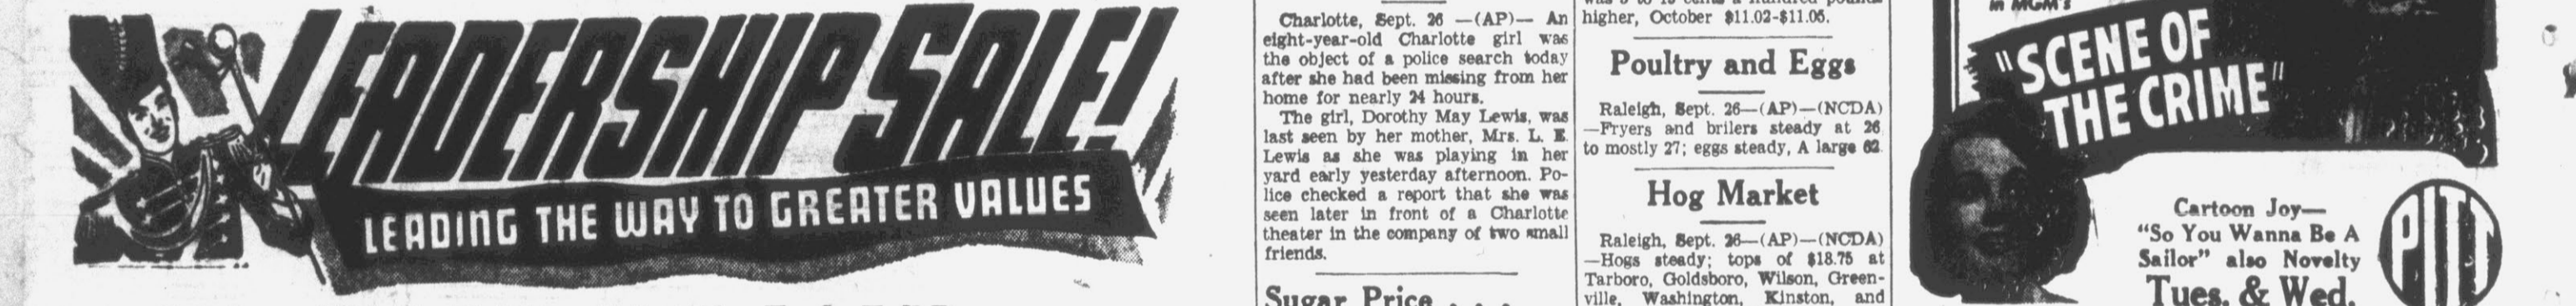 LEADERSHIP SALE!
LEADING THE WAY TO GREATER VALUES
Charlotte, Sept. 26 —(AP)— An
eight-year-old Charlotte girl was
the object of a police search today
after she had been missing from her
home for nearly 24 hours.
The girl, Dorothy May Lewis, was
last seen by her mother, Mrs. L. E.
Lewis as she was playing in her
yard early yesterday afternoon. Po-
lice checked a report that she was
seen later in front of a Charlotte
theater in the company of two small
friends.
Sugar Price . . .
higher, October $11.02-$11.05.
Poultry and Eggs
Raleigh, Sept. 26—(AP)—(NCDA)
—Fryers and brilers steady at 26
to mostly 27; eggs steady, A large 62.
Hog Market
Raleigh, Sept. 26—(AP)—(NCDA)
—Hogs steady; tops of $18.75 at
Tarboro, Goldsboro, Wilson, Green-
ville, Washington, Kinston, and
in MGM's
"SCENE OF
THE CRIME"
Cartoon Joy—
"So You Wanna Be A
Sailor" also Novelty
Tues. & Wed.
PITT